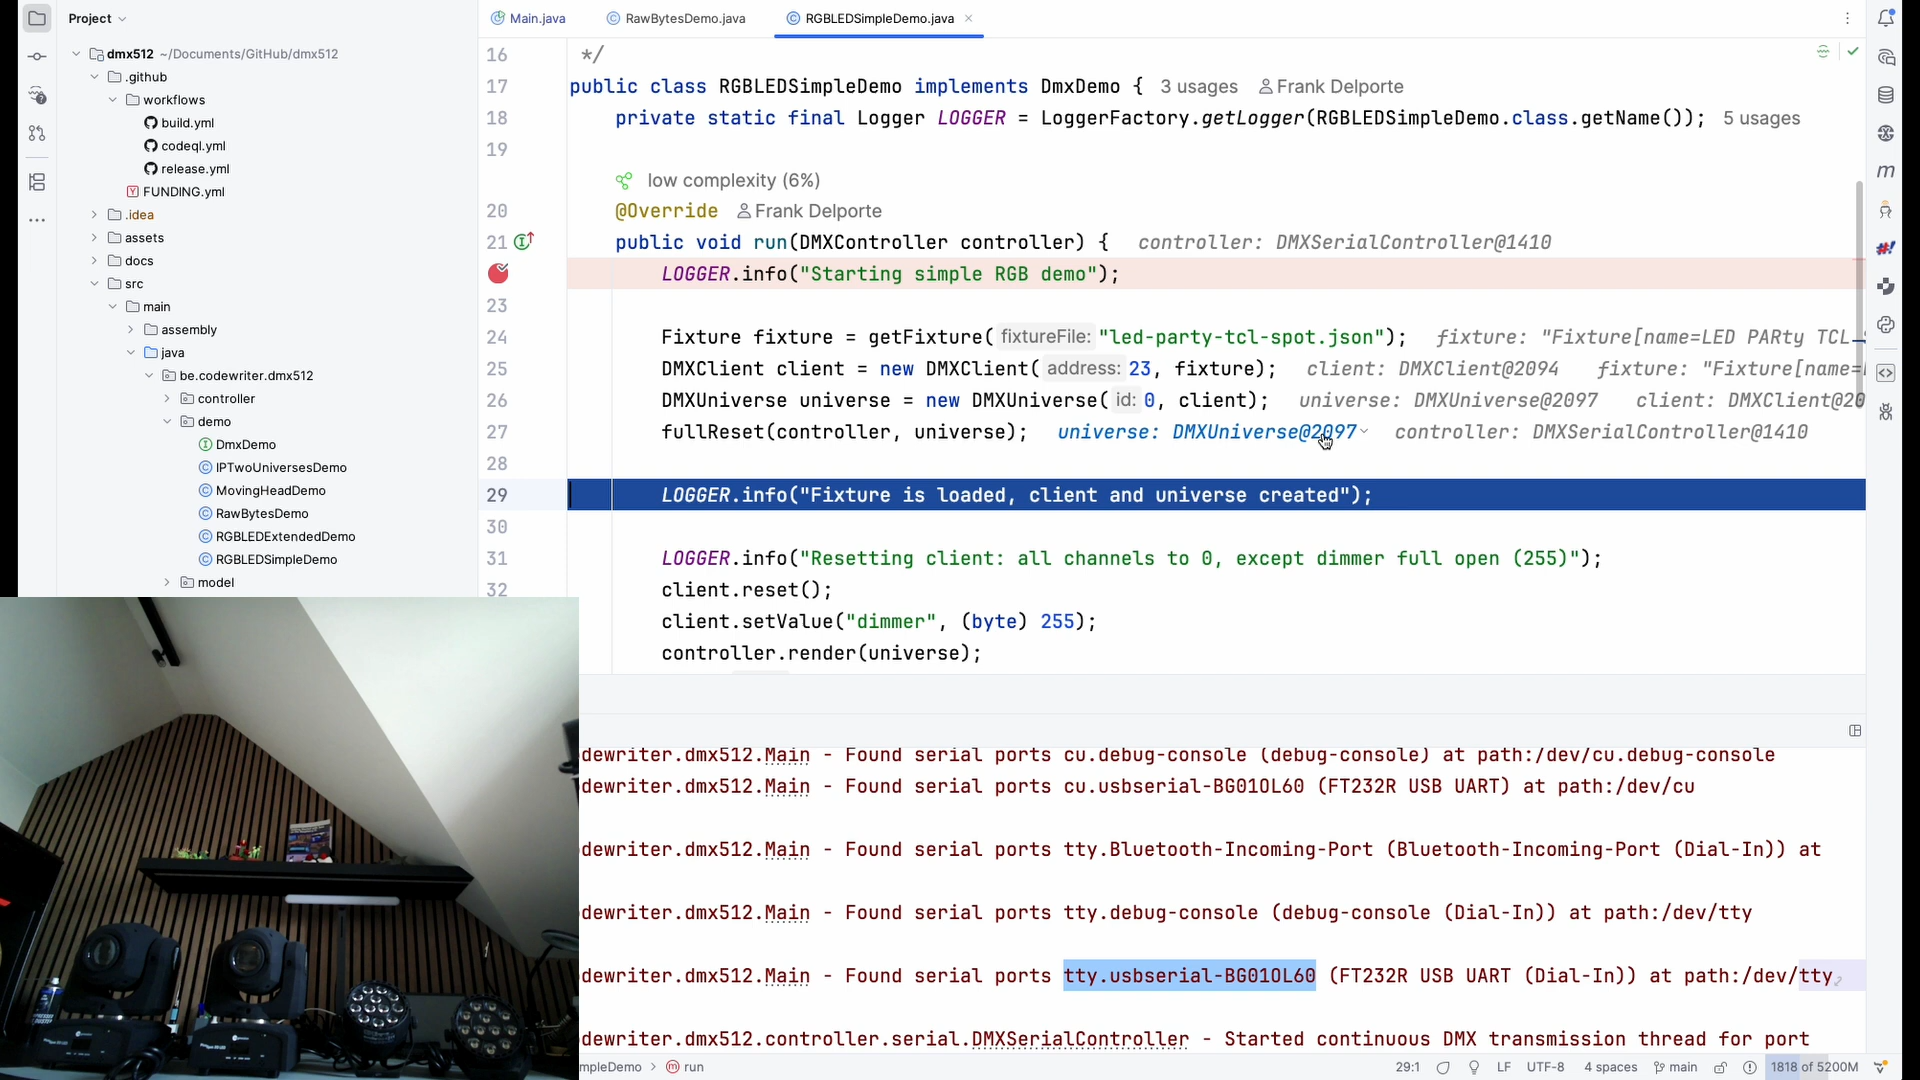 Project
Main.java
RawBytesDemo.java
RGBLEDSimpleDemo.java
dmx512 ~/Documents/GitHub/dmx512
.github
workflows
build.yml
codeql.yml
release.yml
FUNDING.yml
.idea
assets
docs
src
main
assembly
java
be.codewriter.dmx512
controller
demo
DmxDemo
IPTwoUniversesDemo
MovingHeadDemo
RawBytesDemo
RGBLEDExtendedDemo
RGBLEDSimpleDemo
model
16 */
17 public class RGBLEDSimpleDemo implements DmxDemo { 3 usages Frank Delporte
18 private static final Logger LOGGER = LoggerFactory.getLogger(RGBLEDSimpleDemo.class.getName()); 5 usages
19
low complexity (6%)
20 @Override Frank Delporte
21 public void run(DMXController controller) { controller: DMXSerialController@1410
LOGGER.info("Starting simple RGB demo");
23
24 Fixture fixture = getFixture( fixtureFile: "led-party-tcl-spot.json"); fixture: "Fixture[name=LED PARty TCL
25 DMXClient client = new DMXClient( address: 23, fixture); client: DMXClient@2094 fixture: "Fixture[name=
26 DMXUniverse universe = new DMXUniverse( id: 0, client); universe: DMXUniverse@2097 client: DMXClient@20
27 fullReset(controller, universe); universe: DMXUniverse@2097 controller: DMXSerialController@1410
28
29 LOGGER.info("Fixture is loaded, client and universe created");
30
31 LOGGER.info("Resetting client: all channels to 0, except dimmer full open (255)");
32 client.reset();
client.setValue("dimmer", (byte) 255);
controller.render(universe);
dewriter.dmx512.Main - Found serial ports cu.debug-console (debug-console) at path:/dev/cu.debug-console
dewriter.dmx512.Main - Found serial ports cu.usbserial-BG01OL60 (FT232R USB UART) at path:/dev/cu
dewriter.dmx512.Main - Found serial ports tty.Bluetooth-Incoming-Port (Bluetooth-Incoming-Port (Dial-In)) at
dewriter.dmx512.Main - Found serial ports tty.debug-console (debug-console (Dial-In)) at path:/dev/tty
dewriter.dmx512.Main - Found serial ports tty.usbserial-BG01OL60 (FT232R USB UART (Dial-In)) at path:/dev/tty
dewriter.dmx512.controller.serial.DMXSerialController - Started continuous DMX transmission thread for port
mpleDemo > run
29:1 LF UTF-8 4 spaces main 1818 of 5200M